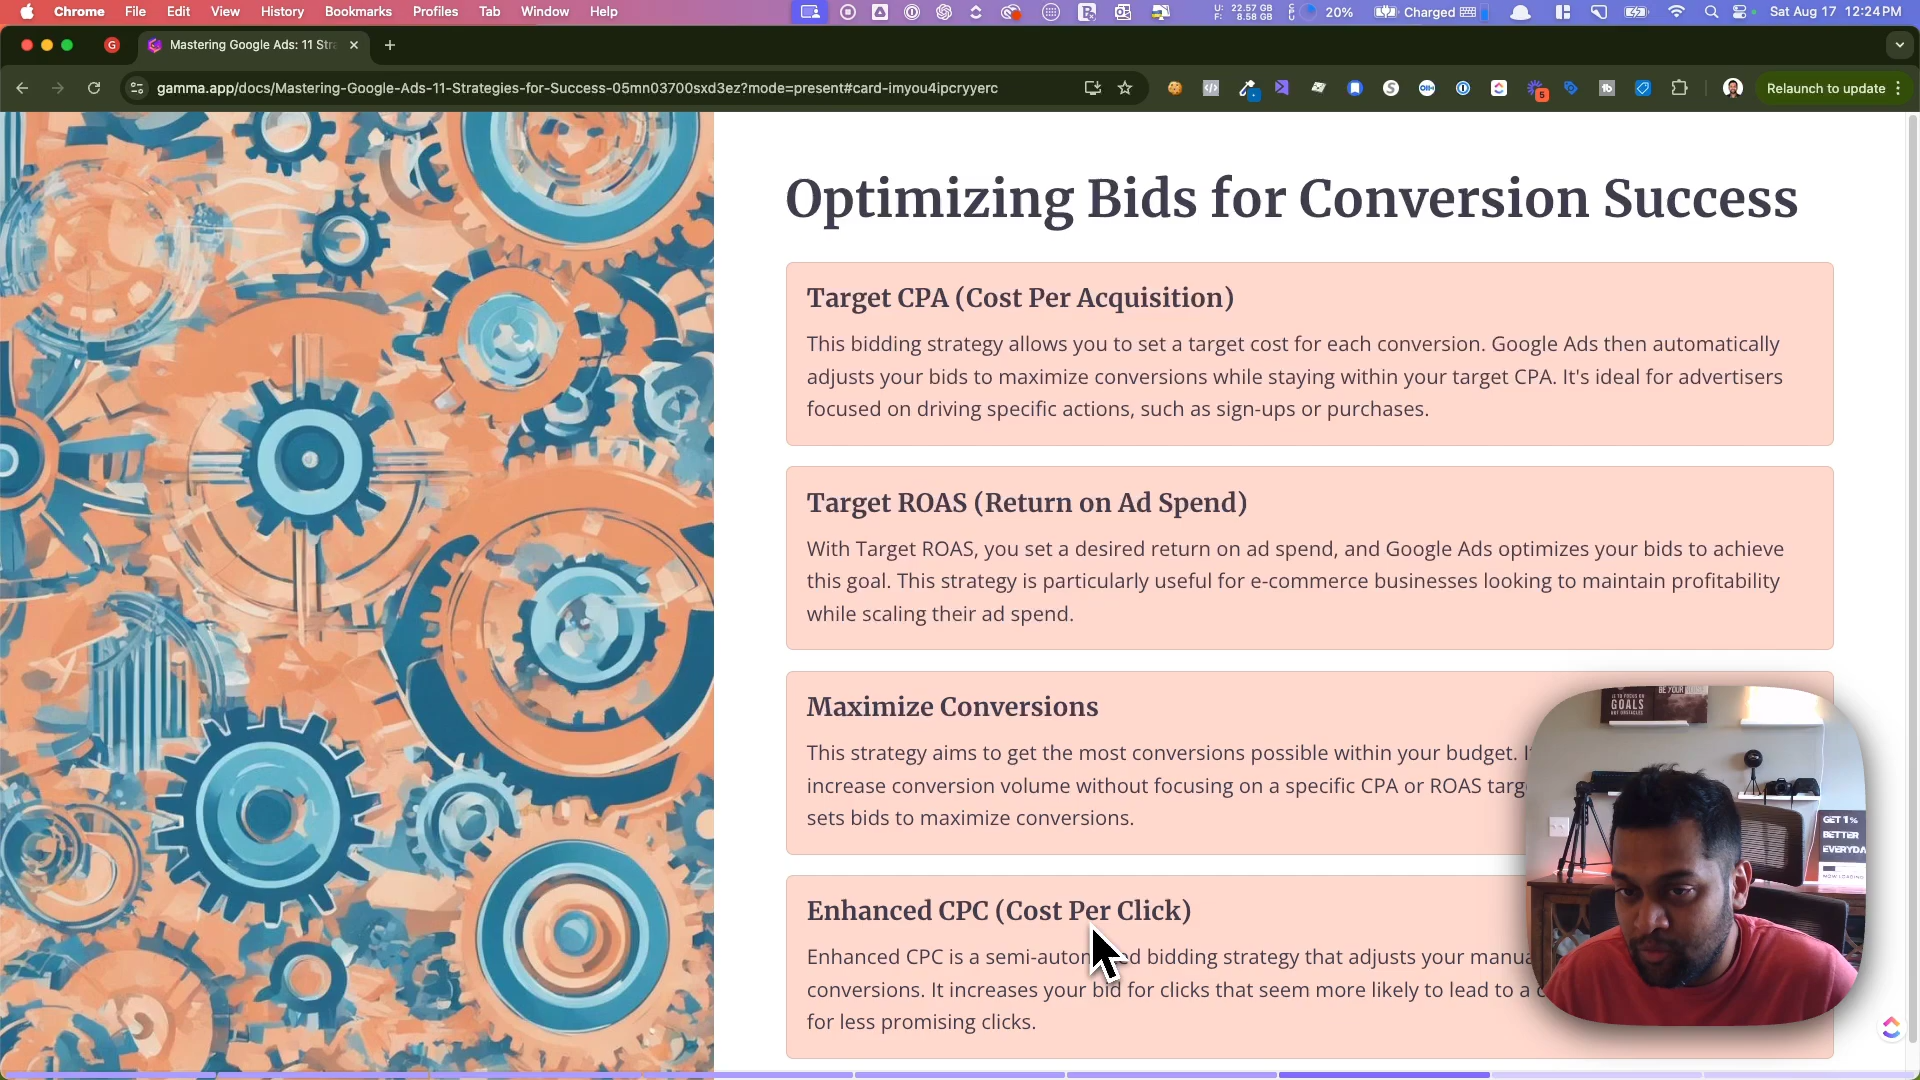 Chrome File Edit View History Bookmarks Profiles Tab Window Help
U: 22.57 GB
F: 8.58 GB
20%
Charged
Sat Aug 17 12:24 PM
Mastering Google Ads: 11 Stra
gamma.app/docs/Mastering-Google-Ads-11-Strategies-for-Success-05mn03700sxd3ez?mode=present#card-imyou4ipcryyerc
5
Relaunch to update
Optimizing Bids for Conversion Success
Target CPA (Cost Per Acquisition)
This bidding strategy allows you to set a target cost for each conversion. Google Ads then automatically
adjusts your bids to maximize conversions while staying within your target CPA. It's ideal for advertisers
focused on driving specific actions, such as sign-ups or purchases.
Target ROAS (Return on Ad Spend)
With Target ROAS, you set a desired return on ad spend, and Google Ads optimizes your bids to achieve
this goal. This strategy is particularly useful for e-commerce businesses looking to maintain profitability
while scaling their ad spend.
Maximize Conversions
This strategy aims to get the most conversions possible within your budget.
increase conversion volume without focusing on a specific CPA or ROAS
sets bids to maximize conversions.
Enhanced CPC (Cost Per Click)
Enhanced CPC is a bidding strategy that adjusts your
conversions. It increases your bid for clicks that seem more likely to lead to a
for less promising clicks.
GOALS
GET 1%
BETTER
EVERYDA